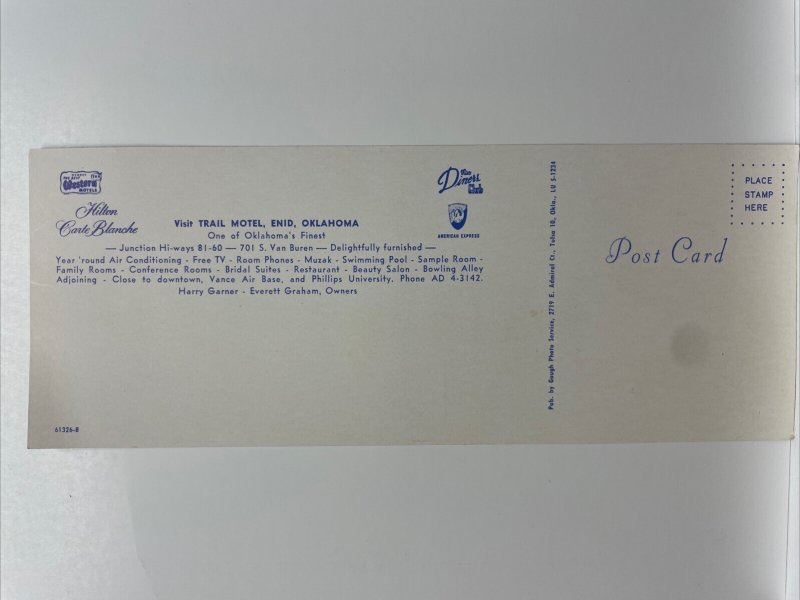 Western
MOTELS
Hilton
Carte Blanche
The
Diners'
Club
AMERICAN EXPRESS
Visit TRAIL MOTEL, ENID, OKLAHOMA
One of Oklahoma's Finest
— Junction Hi-ways 81-60 — 701 S. Van Buren — Delightfully furnished —
Year 'round Air Conditioning - Free TV - Room Phones - Muzak - Swimming Pool - Sample Room -
Family Rooms - Conference Rooms - Bridal Suites - Restaurant - Beauty Salon - Bowling Alley
Adjoining - Close to downtown, Vance Air Base, and Phillips University. Phone AD 4-3142.
Harry Garner - Everett Graham, Owners
61326-B
Pub. by Gough Photo Service, 2719 E. Admiral Ct., Tulsa 10, Okla., LU 5-1234
PLACE
STAMP
HERE
Post Card